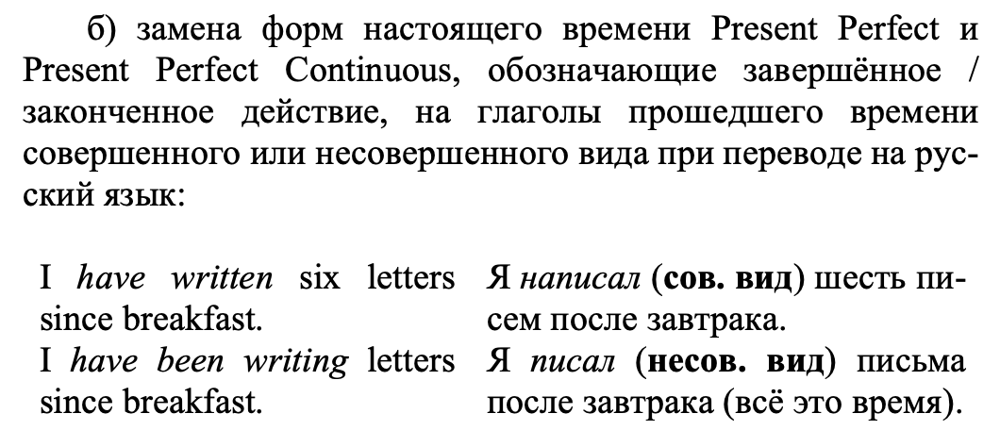 б) замена форм настоящего времени Present Perfect и
Present Perfect Continuous, обозначающие завершённое /
законченное действие, на глаголы прошедшего времени
совершенного или несовершенного вида при переводе на рус-
ский язык:
I have written six letters
since breakfast.
I have been writing letters
since breakfast.
Я написал (сов. вид) шесть пи-
сем после завтрака.
Я писал (несов. вид) письма
после завтрака (всё это время).